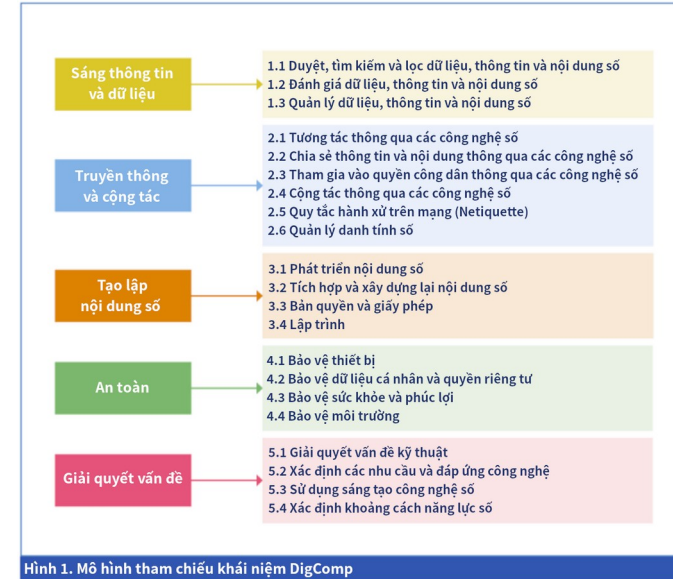 Sáng thông tin
và dữ liệu
1.1 Duyệt, tìm kiếm và lọc dữ liệu, thông tin và nội dung số
1.2 Đánh giá dữ liệu, thông tin và nội dung số
1.3 Quản lý dữ liệu, thông tin và nội dung số
Truyền thông
và cộng tác
2.1 Tương tác thông qua các công nghệ số
2.2 Chia sẻ thông tin và nội dung thông qua các công nghệ số
2.3 Tham gia vào quyền công dân thông qua các công nghệ số
2.4 Cộng tác thông qua các công nghệ số
2.5 Quy tắc hành xử trên mạng (Netiquette)
2.6 Quản lý danh tính số
Tạo lập
nội dung số
3.1 Phát triển nội dung số
3.2 Tích hợp và xây dựng lại nội dung số
3.3 Bản quyền và giấy phép
3.4 Lập trình
An toàn
4.1 Bảo vệ thiết bị
4.2 Bảo vệ dữ liệu cá nhân và quyền riêng tư
4.3 Bảo vệ sức khỏe và phúc lợi
4.4 Bảo vệ môi trường
Giải quyết vấn đề
5.1 Giải quyết vấn đề kỹ thuật
5.2 Xác định các nhu cầu và đáp ứng công nghệ
5.3 Sử dụng sáng tạo công nghệ số
5.4 Xác định khoảng cách năng lực số
Hình 1. Mô hình tham chiếu khái niệm DigComp